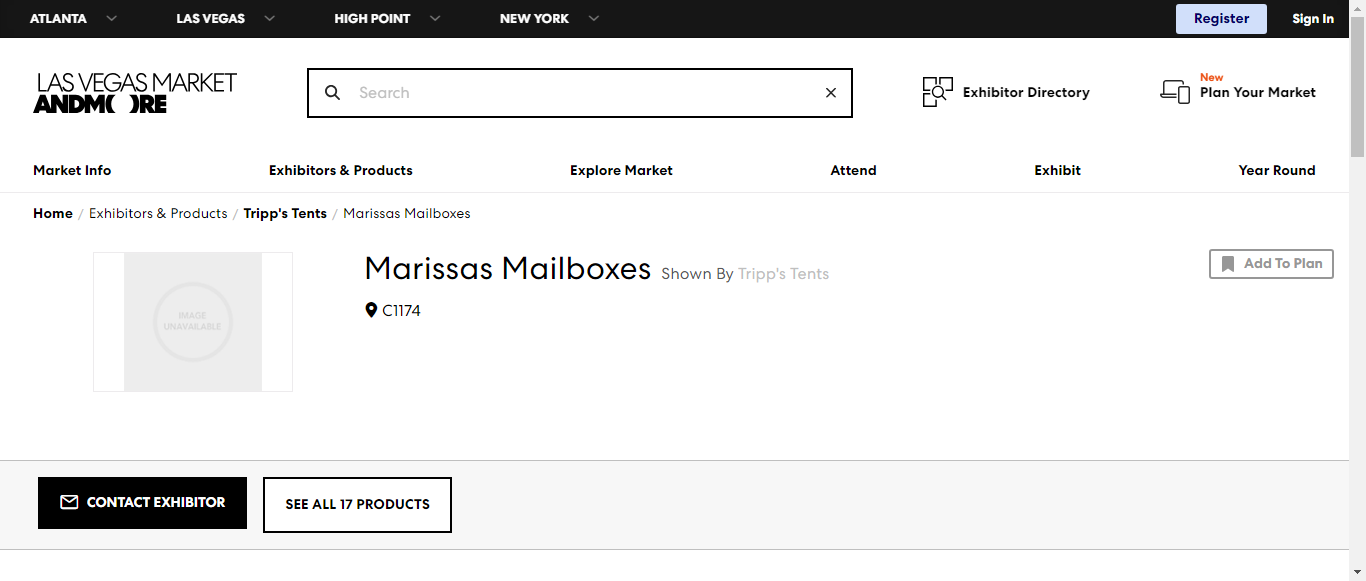 ATLANTA LAS VEGAS HIGH POINT NEW YORK Register Sign In
LAS VEGAS MARKET
ANDMORE
Search
Exhibitor Directory
New
Plan Your Market
Market Info Exhibitors & Products Explore Market Attend Exhibit Year Round
Home / Exhibitors & Products / Tripp's Tents / Marissas Mailboxes
IMAGE
UNAVAILABLE
Marissas Mailboxes Shown By Tripp's Tents
Add To Plan
C1174
CONTACT EXHIBITOR
SEE ALL 17 PRODUCTS